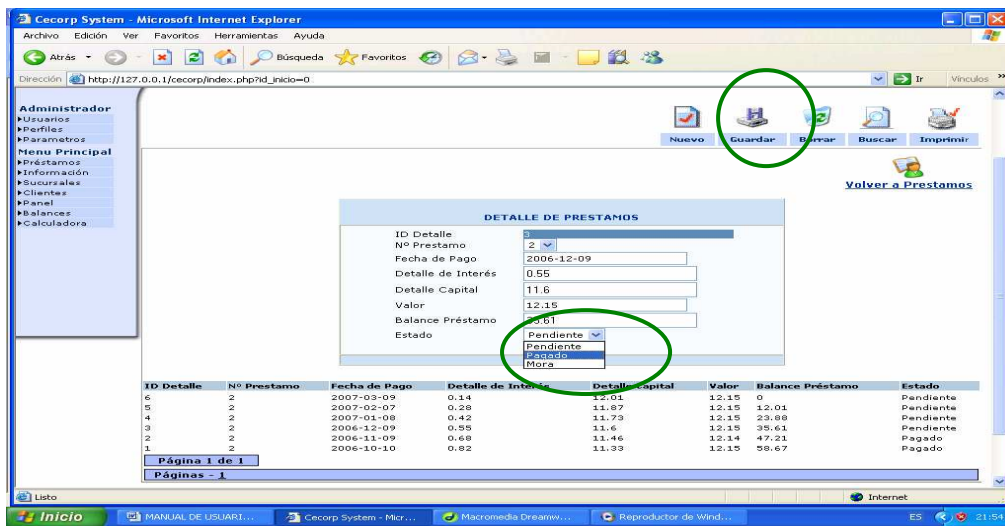 Cecorp System - Microsoft Internet Explorer
Archivo Edición Ver Favoritos Herramientas Ayuda
Atrás Búsqueda Favoritos
Dirección http://127.0.0.1/cecorp/index.php?id_inicio=0 Ir Vínculos »
Administrador
Usuarios
Perfiles
Parametros
Menu Principal
Préstamos
Información
Sucursales
Clientes
Panel
Balances
Calculadora
Nuevo Guardar Borrar Buscar Imprimir
Volver a Prestamos
DETALLE DE PRESTAMOS
ID Detalle 3
Nº Prestamo 2
Fecha de Pago 2006-12-09
Detalle de Interés 0.55
Detalle Capital 11.6
Valor 12.15
Balance Préstamo 35.61
Estado Pendiente
Pendiente
Pagado
Mora
ID Detalle Nº Prestamo Fecha de Pago Detalle de Interés Detalle Capital Valor Balance Préstamo Estado
6 2 2007-03-09 0.14 12.01 12.15 0 Pendiente
5 2 2007-02-07 0.28 11.87 12.15 12.01 Pendiente
4 2 2007-01-08 0.42 11.73 12.15 23.88 Pendiente
3 2 2006-12-09 0.55 11.6 12.15 35.61 Pendiente
2 2 2006-11-09 0.68 11.46 12.14 47.21 Pagado
1 2 2006-10-10 0.82 11.33 12.15 58.67 Pagado
Página 1 de 1
Páginas - 1
Listo Internet
Inicio MANUAL DE USUARI... Cecorp System - Micr... Macromedia Dreamw... Reproductor de Wind... ES 21:54